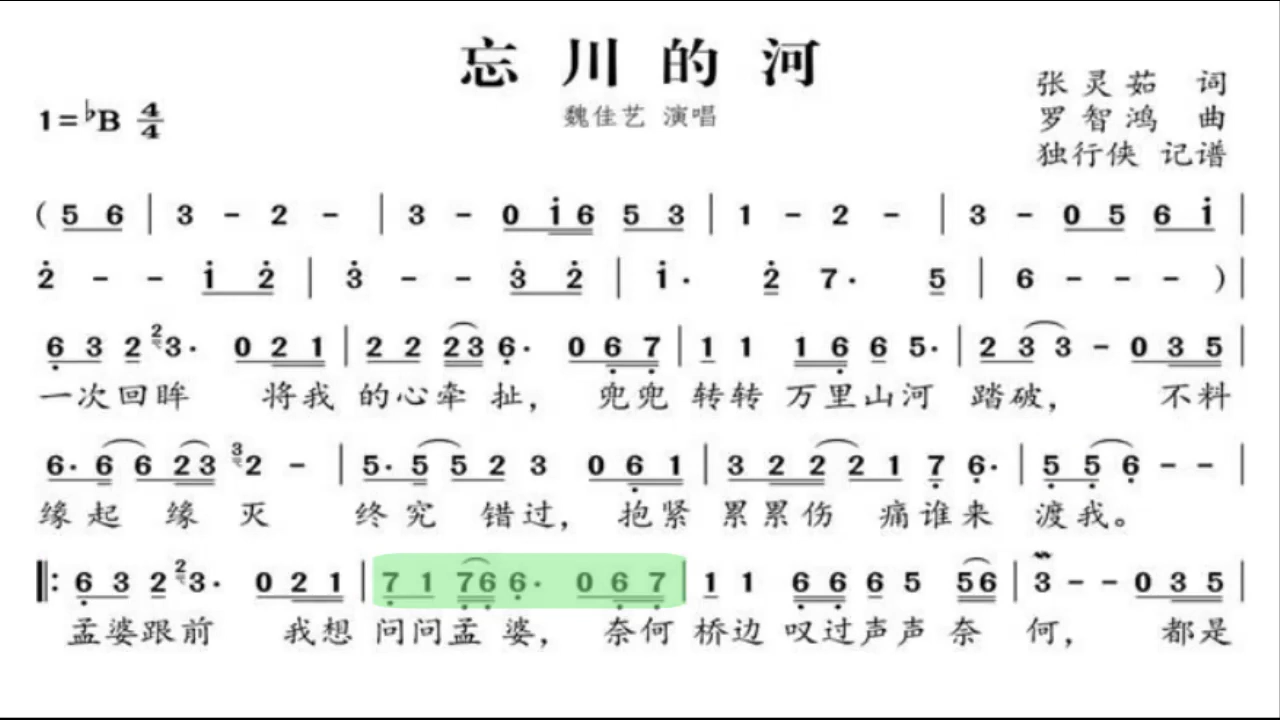 忘川的河
魏佳艺 演唱
1=♭B 4/4
张灵茹 词
罗智鸿 曲
独行侠 记谱
( 5 6 | 3 - 2 - | 3 - 0 i 6 5 3 | 1 - 2 - | 3 - 0 5 6 i |
2̇ - - i 2̇ | 3̇ - - 3̇ 2̇ | i · 2̇ 7 · 5 | 6 - - - ) |
6̣ 3 2 ²3 · 0 2 1 | 2 2 2 3 6̣ · 0 6̣ 7̣ | 1 1 1 6̣ 6 5 · | 2 3 3 - 0 3 5 |
一次回眸 将我 的心牵 扯， 兜兜 转转 万里山河 踏破， 不料
6 · 6 6 2 3 ³2 - | 5 · 5 5 2 3 0 6̣ 1 | 3 2 2 2 1 7̣ 6̣ · | 5̣ 5̣ 6̣ - - |
缘起 缘 灭 终究 错过， 抱紧 累累伤 痛谁来 渡我。
‖: 6̣ 3 2 ²3 · 0 2 1 | 7̣ 1 7̣ 6̣ 6̣ · 0 6̣ 7̣ | 1 1 6̣ 6̣ 6 5 5 6 | 3 - - 0 3 5 |
孟婆跟前 我想 问问孟 婆， 奈何 桥边 叹过声声 奈 何， 都是